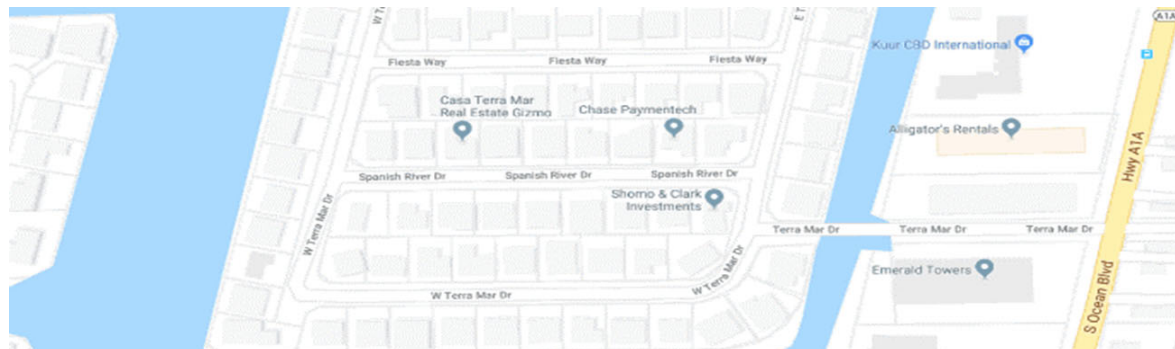 W T
E T
A1A
Kuur CBD International
Fiesta Way
Fiesta Way
Fiesta Way
Casa Terra Mar
Real Estate Gizmo
Chase Paymentech
Alligator's Rentals
Hwy A1A
Spanish River Dr
Spanish River Dr
Spanish River Dr
Shomo & Clark
Investments
W Terra Mar Dr
Terra Mar Dr
Terra Mar Dr
Terra Mar Dr
Emerald Towers
W Terra Mar Dr
W Terra Mar Dr
S Ocean Blvd